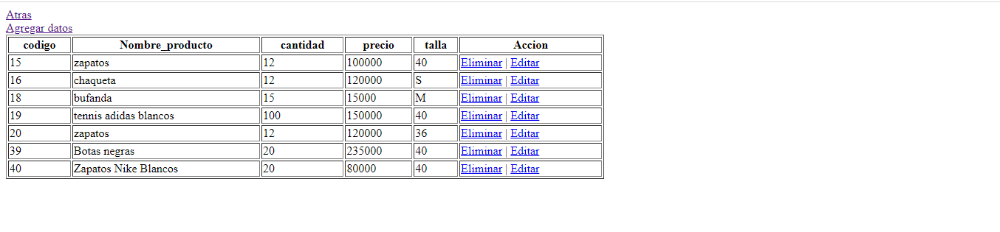 Atras
Agregar datos
codigo Nombre_producto cantidad precio talla Accion
15 zapatos 12 100000 40 Eliminar | Editar
16 chaqueta 12 120000 S Eliminar | Editar
18 bufanda 15 15000 M Eliminar | Editar
19 tennis adidas blancos 100 150000 40 Eliminar | Editar
20 zapatos 12 120000 36 Eliminar | Editar
39 Botas negras 20 235000 40 Eliminar | Editar
40 Zapatos Nike Blancos 20 80000 40 Eliminar | Editar